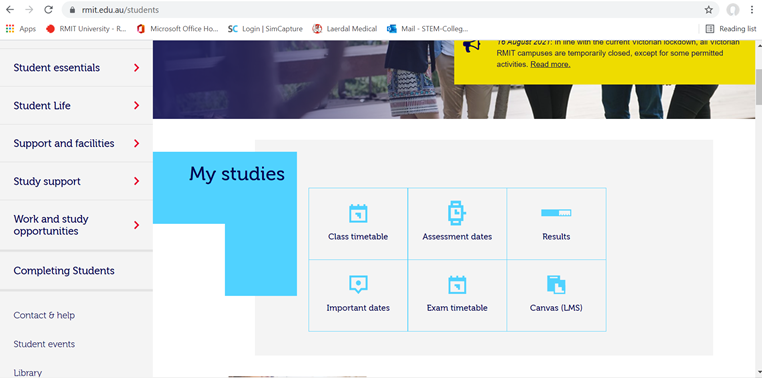 rmit.edu.au/students
Apps
RMIT University - R...
Microsoft Office Ho...
SC Login | SimCapture
Laerdal Medical
Mail - STEM-Colleg...
Reading list
Student essentials
Student Life
Support and facilities
Study support
Work and study
opportunities
Completing Students
Contact & help
Student events
Library
16 August 2021: In line with the current Victorian lockdown, all Victorian
RMIT campuses are temporarily closed, except for some permitted
activities. Read more.
My studies
Class timetable
Assessment dates
Results
Important dates
Exam timetable
Canvas (LMS)